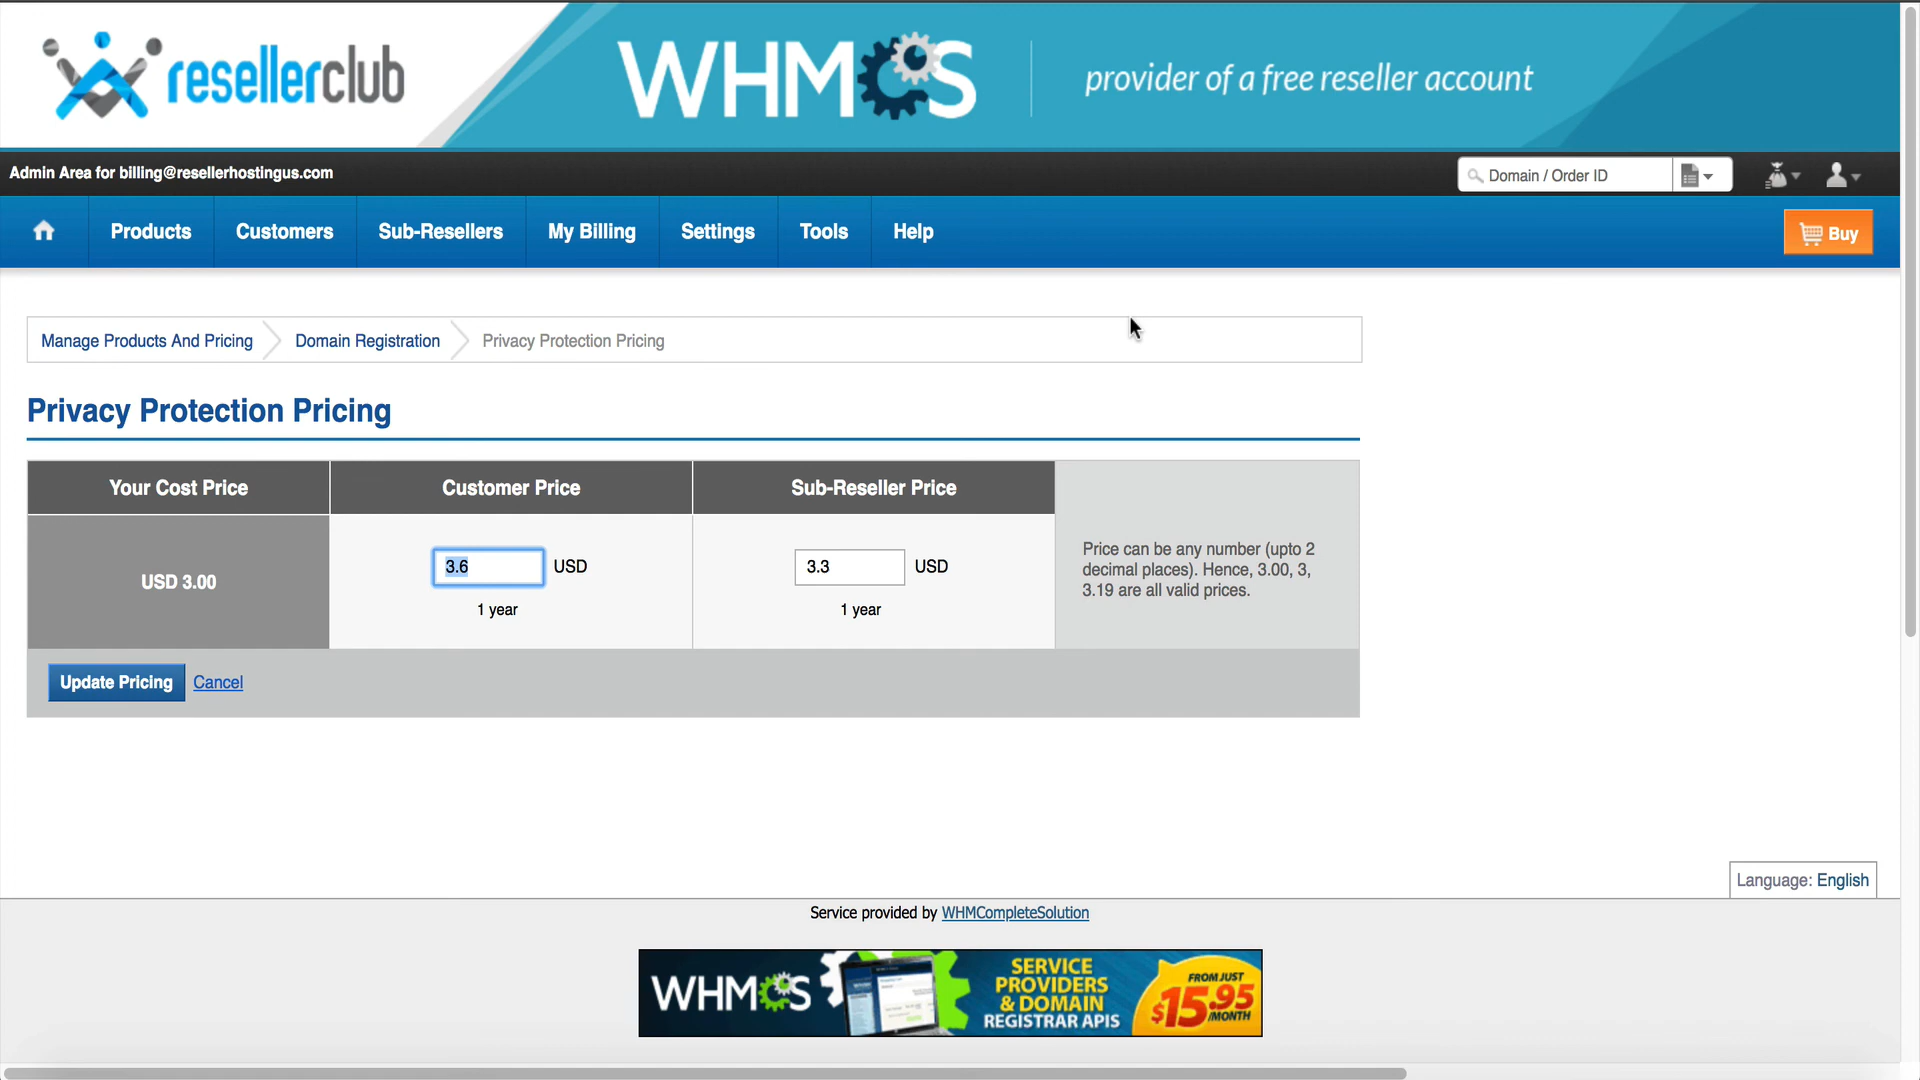 resellerclub
WHMCS
provider of a free reseller account
Admin Area for billing@resellerhostingus.com
Domain / Order ID
Products
Customers
Sub-Resellers
My Billing
Settings
Tools
Help
Buy
Manage Products And Pricing
Domain Registration
Privacy Protection Pricing
Privacy Protection Pricing
Your Cost Price
Customer Price
Sub-Reseller Price
USD 3.00
3.6 USD
1 year
3.3 USD
1 year
Price can be any number (upto 2
decimal places). Hence, 3.00, 3,
3.19 are all valid prices.
Update Pricing
Cancel
Language: English
Service provided by WHMCompleteSolution
WHMCS
SERVICE
PROVIDERS
& DOMAIN
REGISTRAR APIS
FROM JUST
$15.95
/MONTH